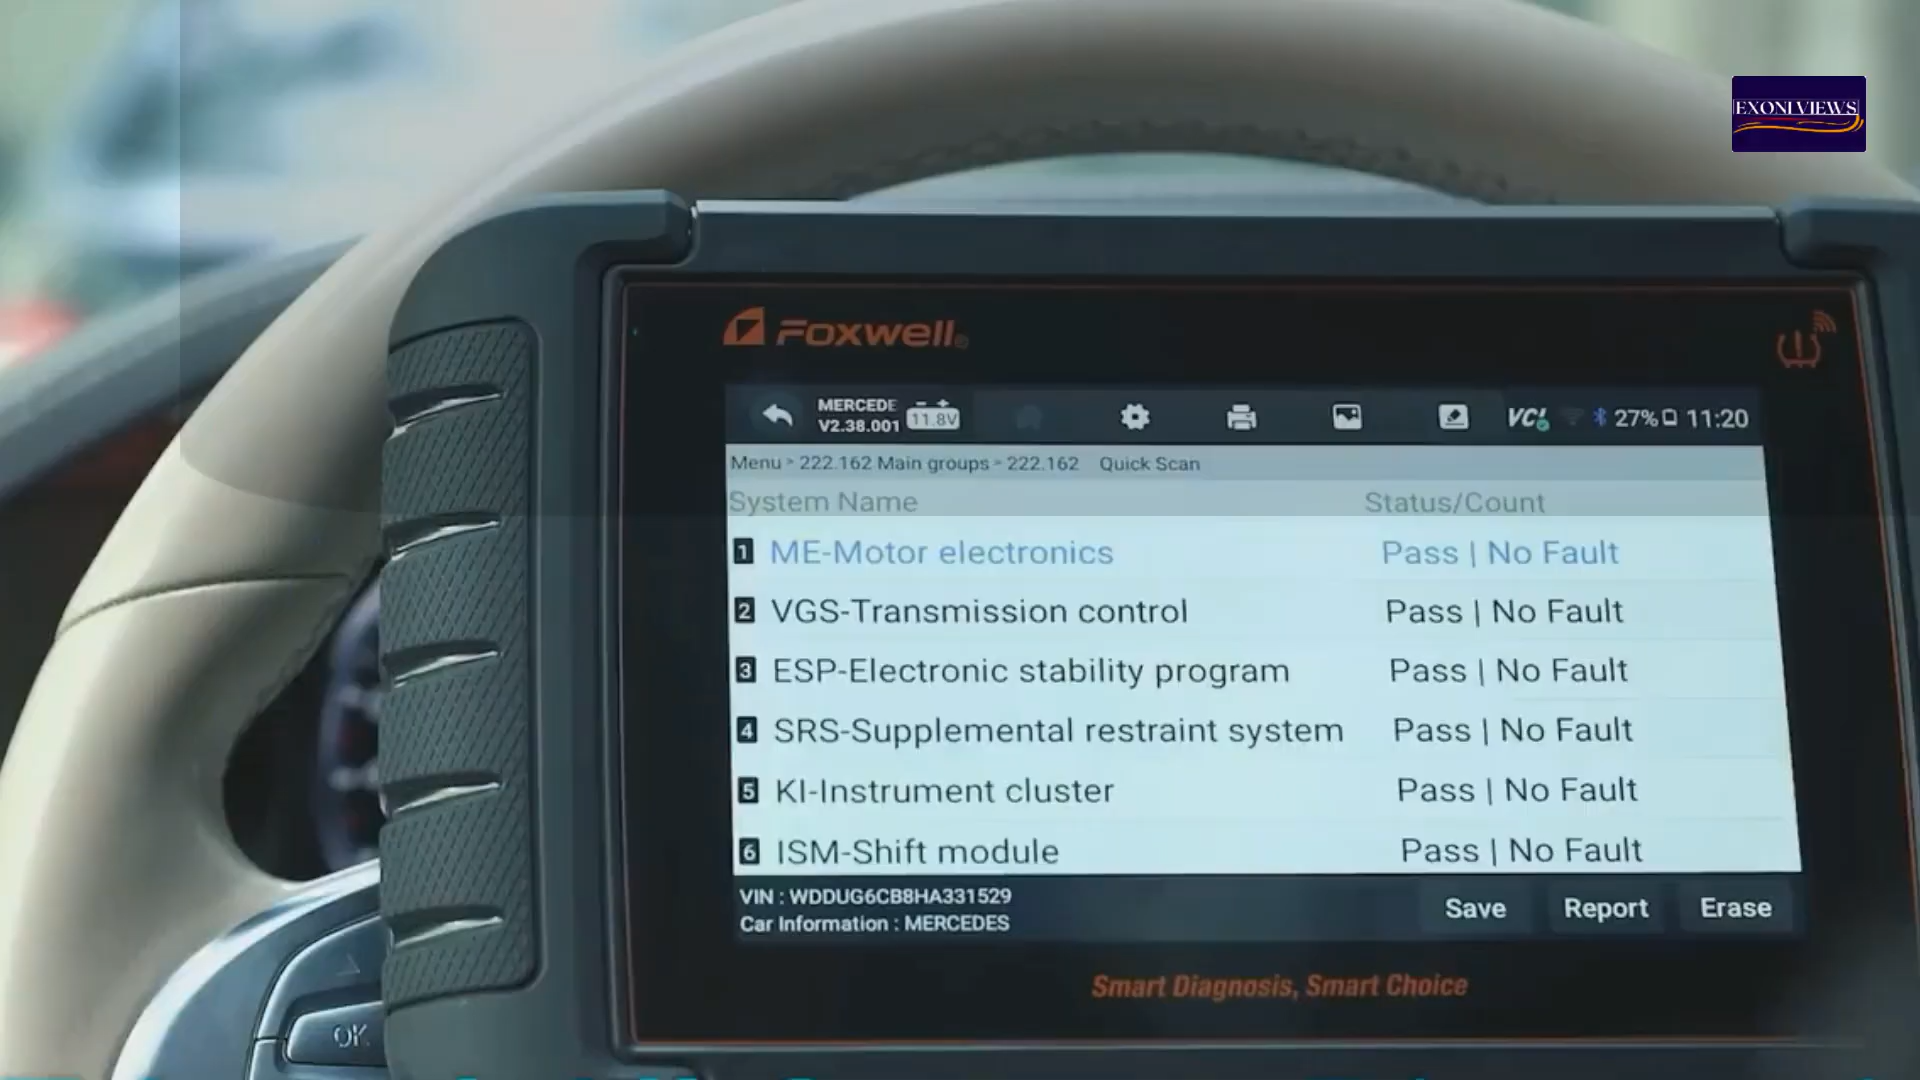 EXONI VIEWS
Foxwell®
MERCEDE
V2.38.001
11.8V
VCI
27%
11:20
Menu > 222.162 Main groups > 222.162 Quick Scan
System Name Status/Count
1 ME-Motor electronics Pass | No Fault
2 VGS-Transmission control Pass | No Fault
3 ESP-Electronic stability program Pass | No Fault
4 SRS-Supplemental restraint system Pass | No Fault
5 KI-Instrument cluster Pass | No Fault
6 ISM-Shift module Pass | No Fault
VIN : WDDUG6CB8HA331529
Car Information : MERCEDES
Save Report Erase
Smart Diagnosis, Smart Choice
OK